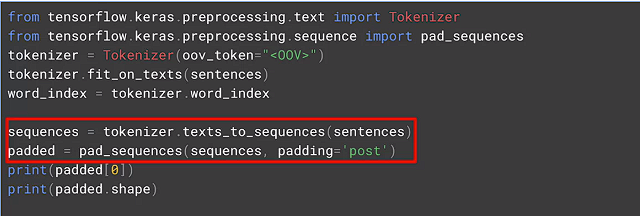 from tensorflow.keras.preprocessing.text import Tokenizer
from tensorflow.keras.preprocessing.sequence import pad_sequences
tokenizer = Tokenizer(oov_token="<OOV>")
tokenizer.fit_on_texts(sentences)
word_index = tokenizer.word_index
sequences = tokenizer.texts_to_sequences(sentences)
padded = pad_sequences(sequences, padding='post')
print(padded[0])
print(padded.shape)